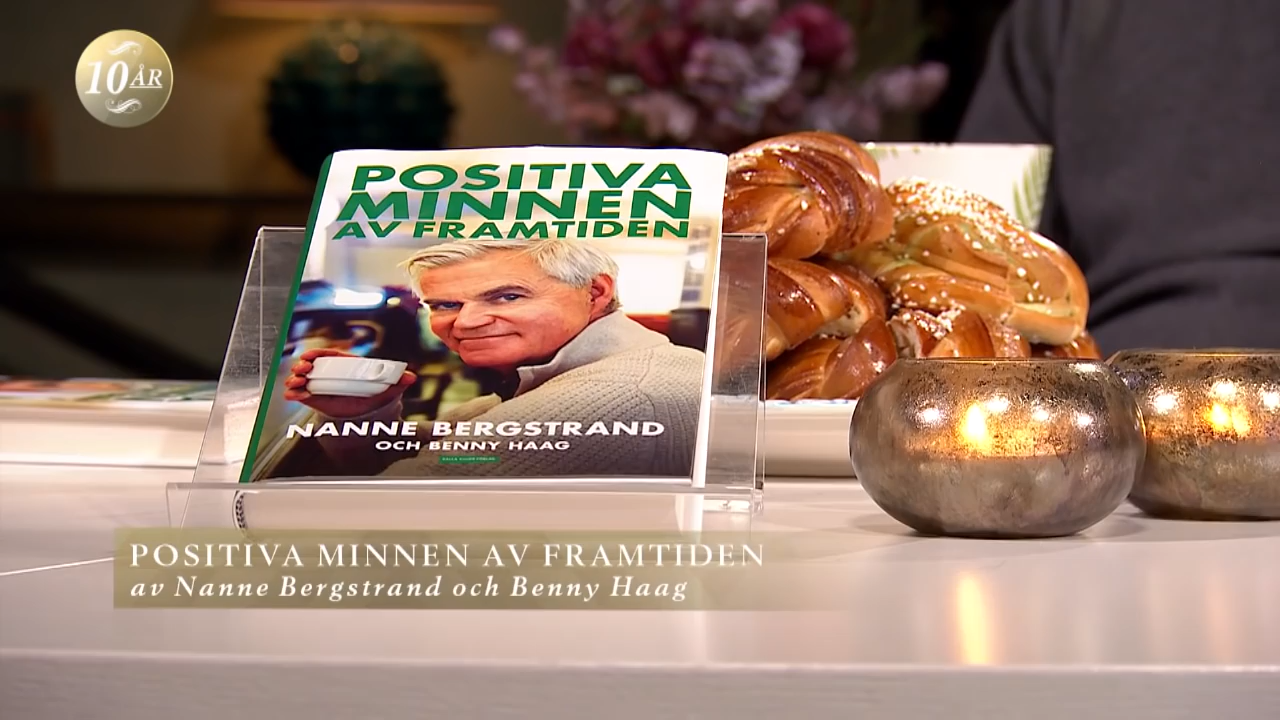 10 ÅR
POSITIVA
MINNEN
AV FRAMTIDEN
NANNE BERGSTRAND
OCH BENNY HAAG
POSITIVA MINNEN AV FRAMTIDEN
av Nanne Bergstrand och Benny Haag